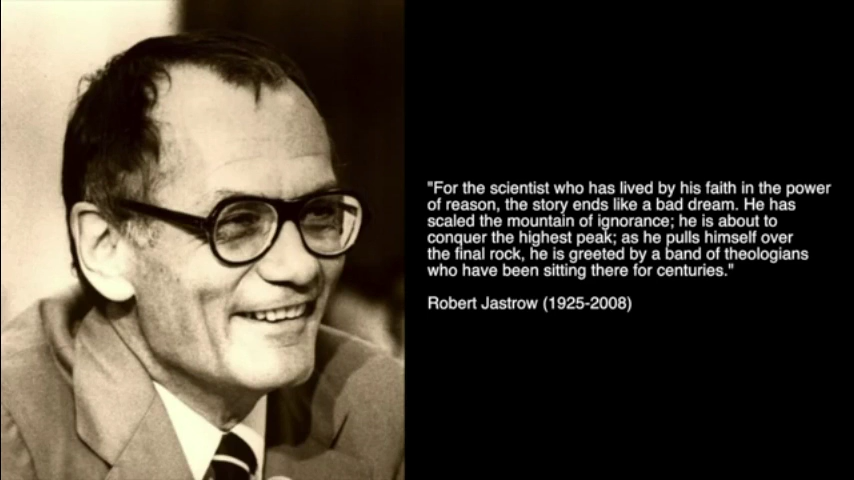 "For the scientist who has lived by his faith in the power
of reason, the story ends like a bad dream. He has
scaled the mountain of ignorance; he is about to
conquer the highest peak; as he pulls himself over
the final rock, he is greeted by a band of theologians
who have been sitting there for centuries."
Robert Jastrow (1925-2008)